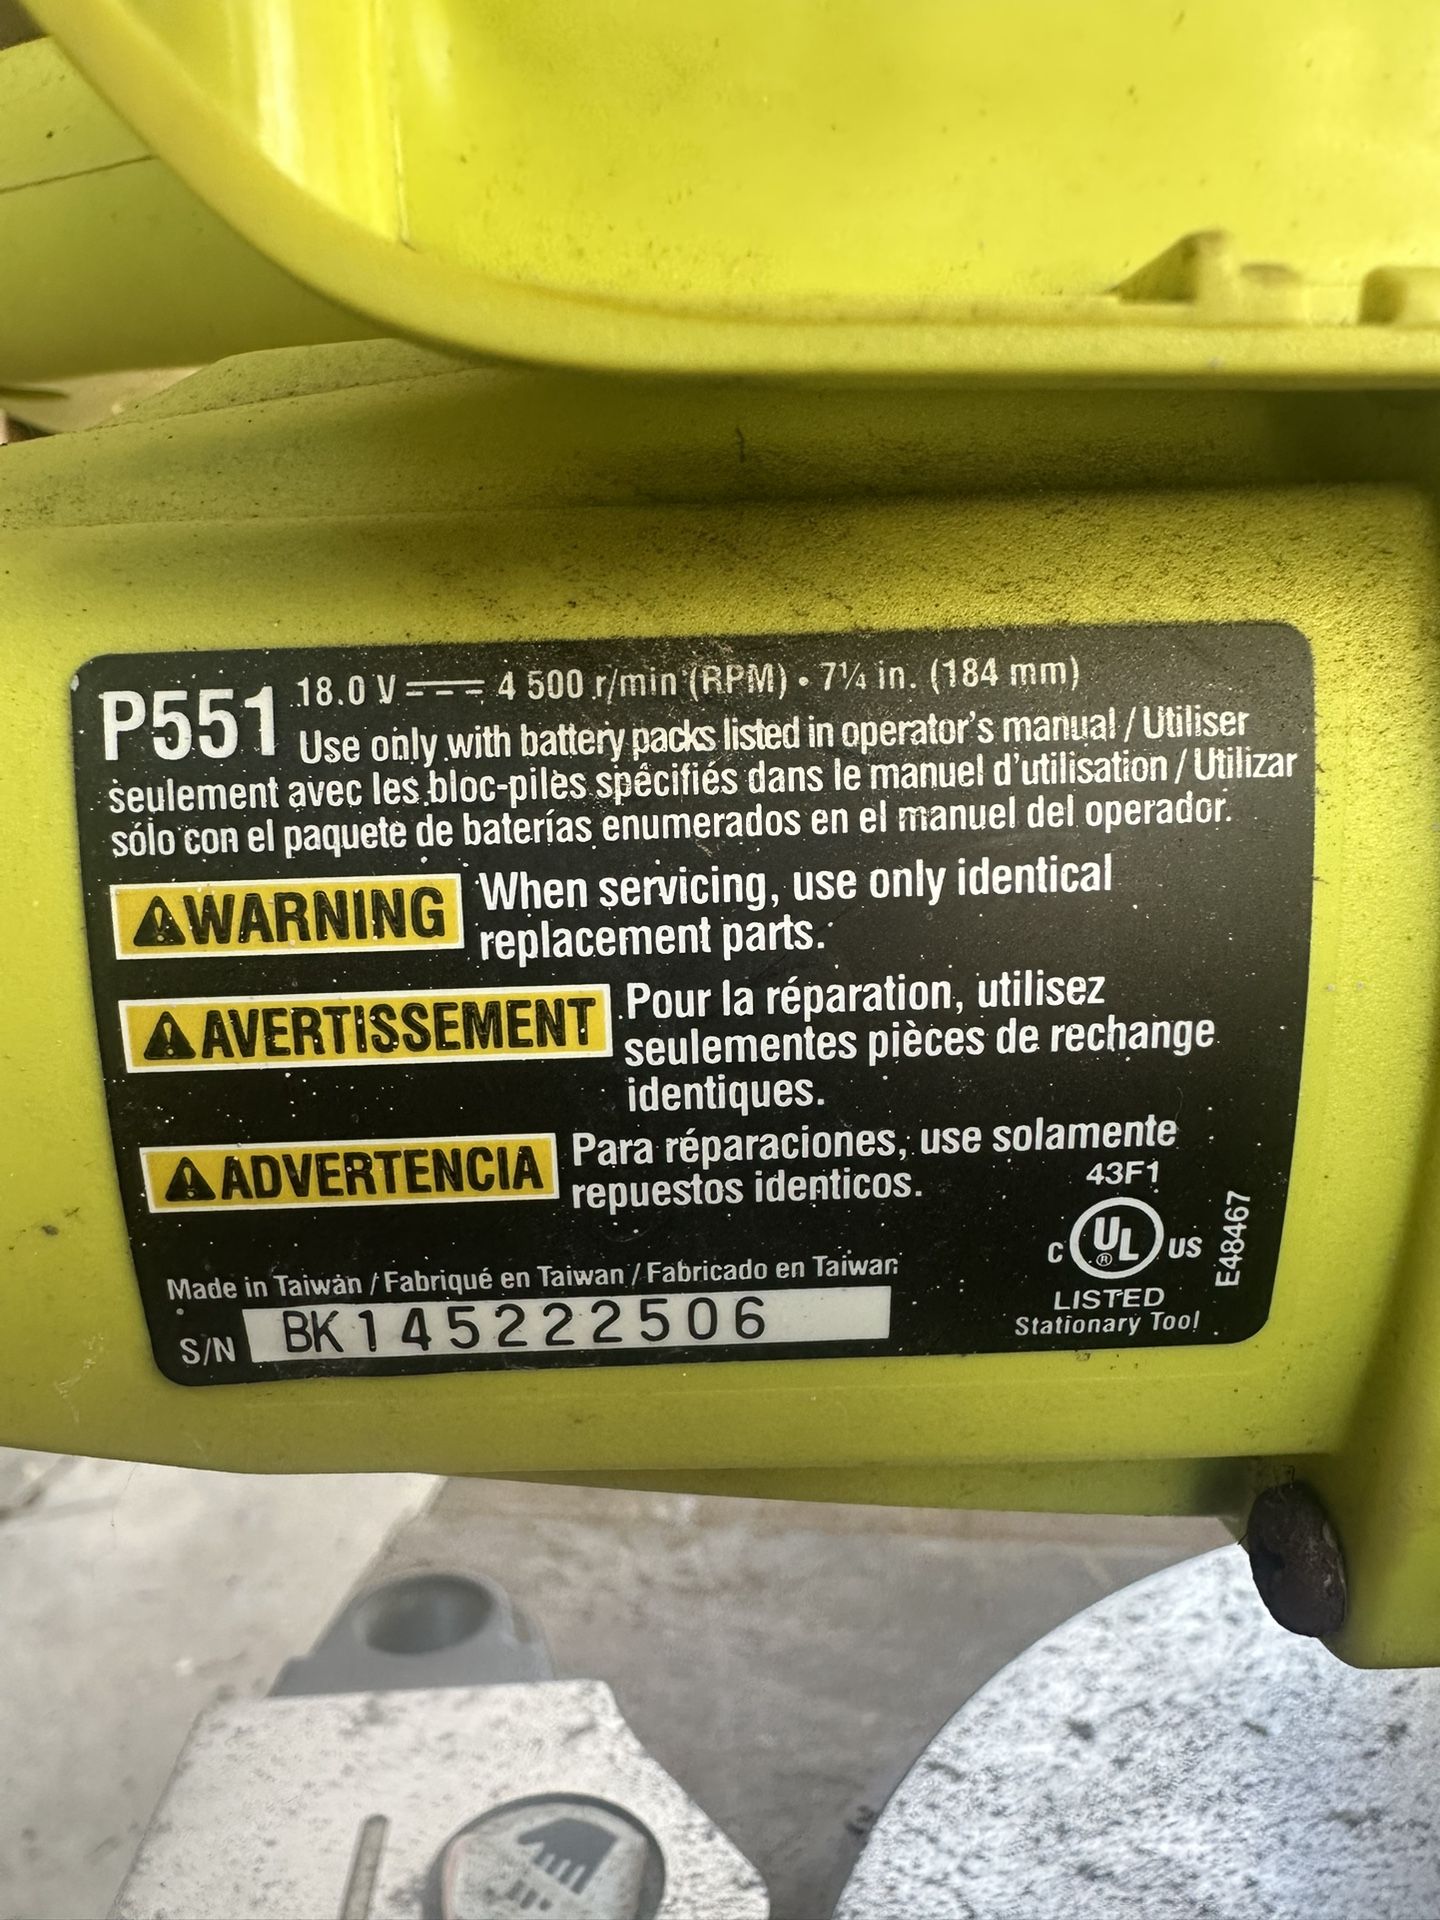 P551 18.0 V 4 500 r/min (RPM) • 7¼ in. (184 mm)
Use only with battery packs listed in operator's manual / Utiliser
seulement avec les bloc-piles spécifiés dans le manuel d'utilisation / Utilizar
sólo con el paquete de baterías enumerados en el manuel del operador.
WARNING When servicing, use only identical
replacement parts.
AVERTISSEMENT Pour la réparation, utilisez
seulementes pièces de rechange
identiques.
ADVERTENCIA Para réparaciones, use solamente
repuestos identicos.
43F1
C UL ® US
E48467
LISTED
Stationary Tool
Made in Taiwan / Fabriqué en Taiwan / Fabricado en Taiwan
S/N BK145222506